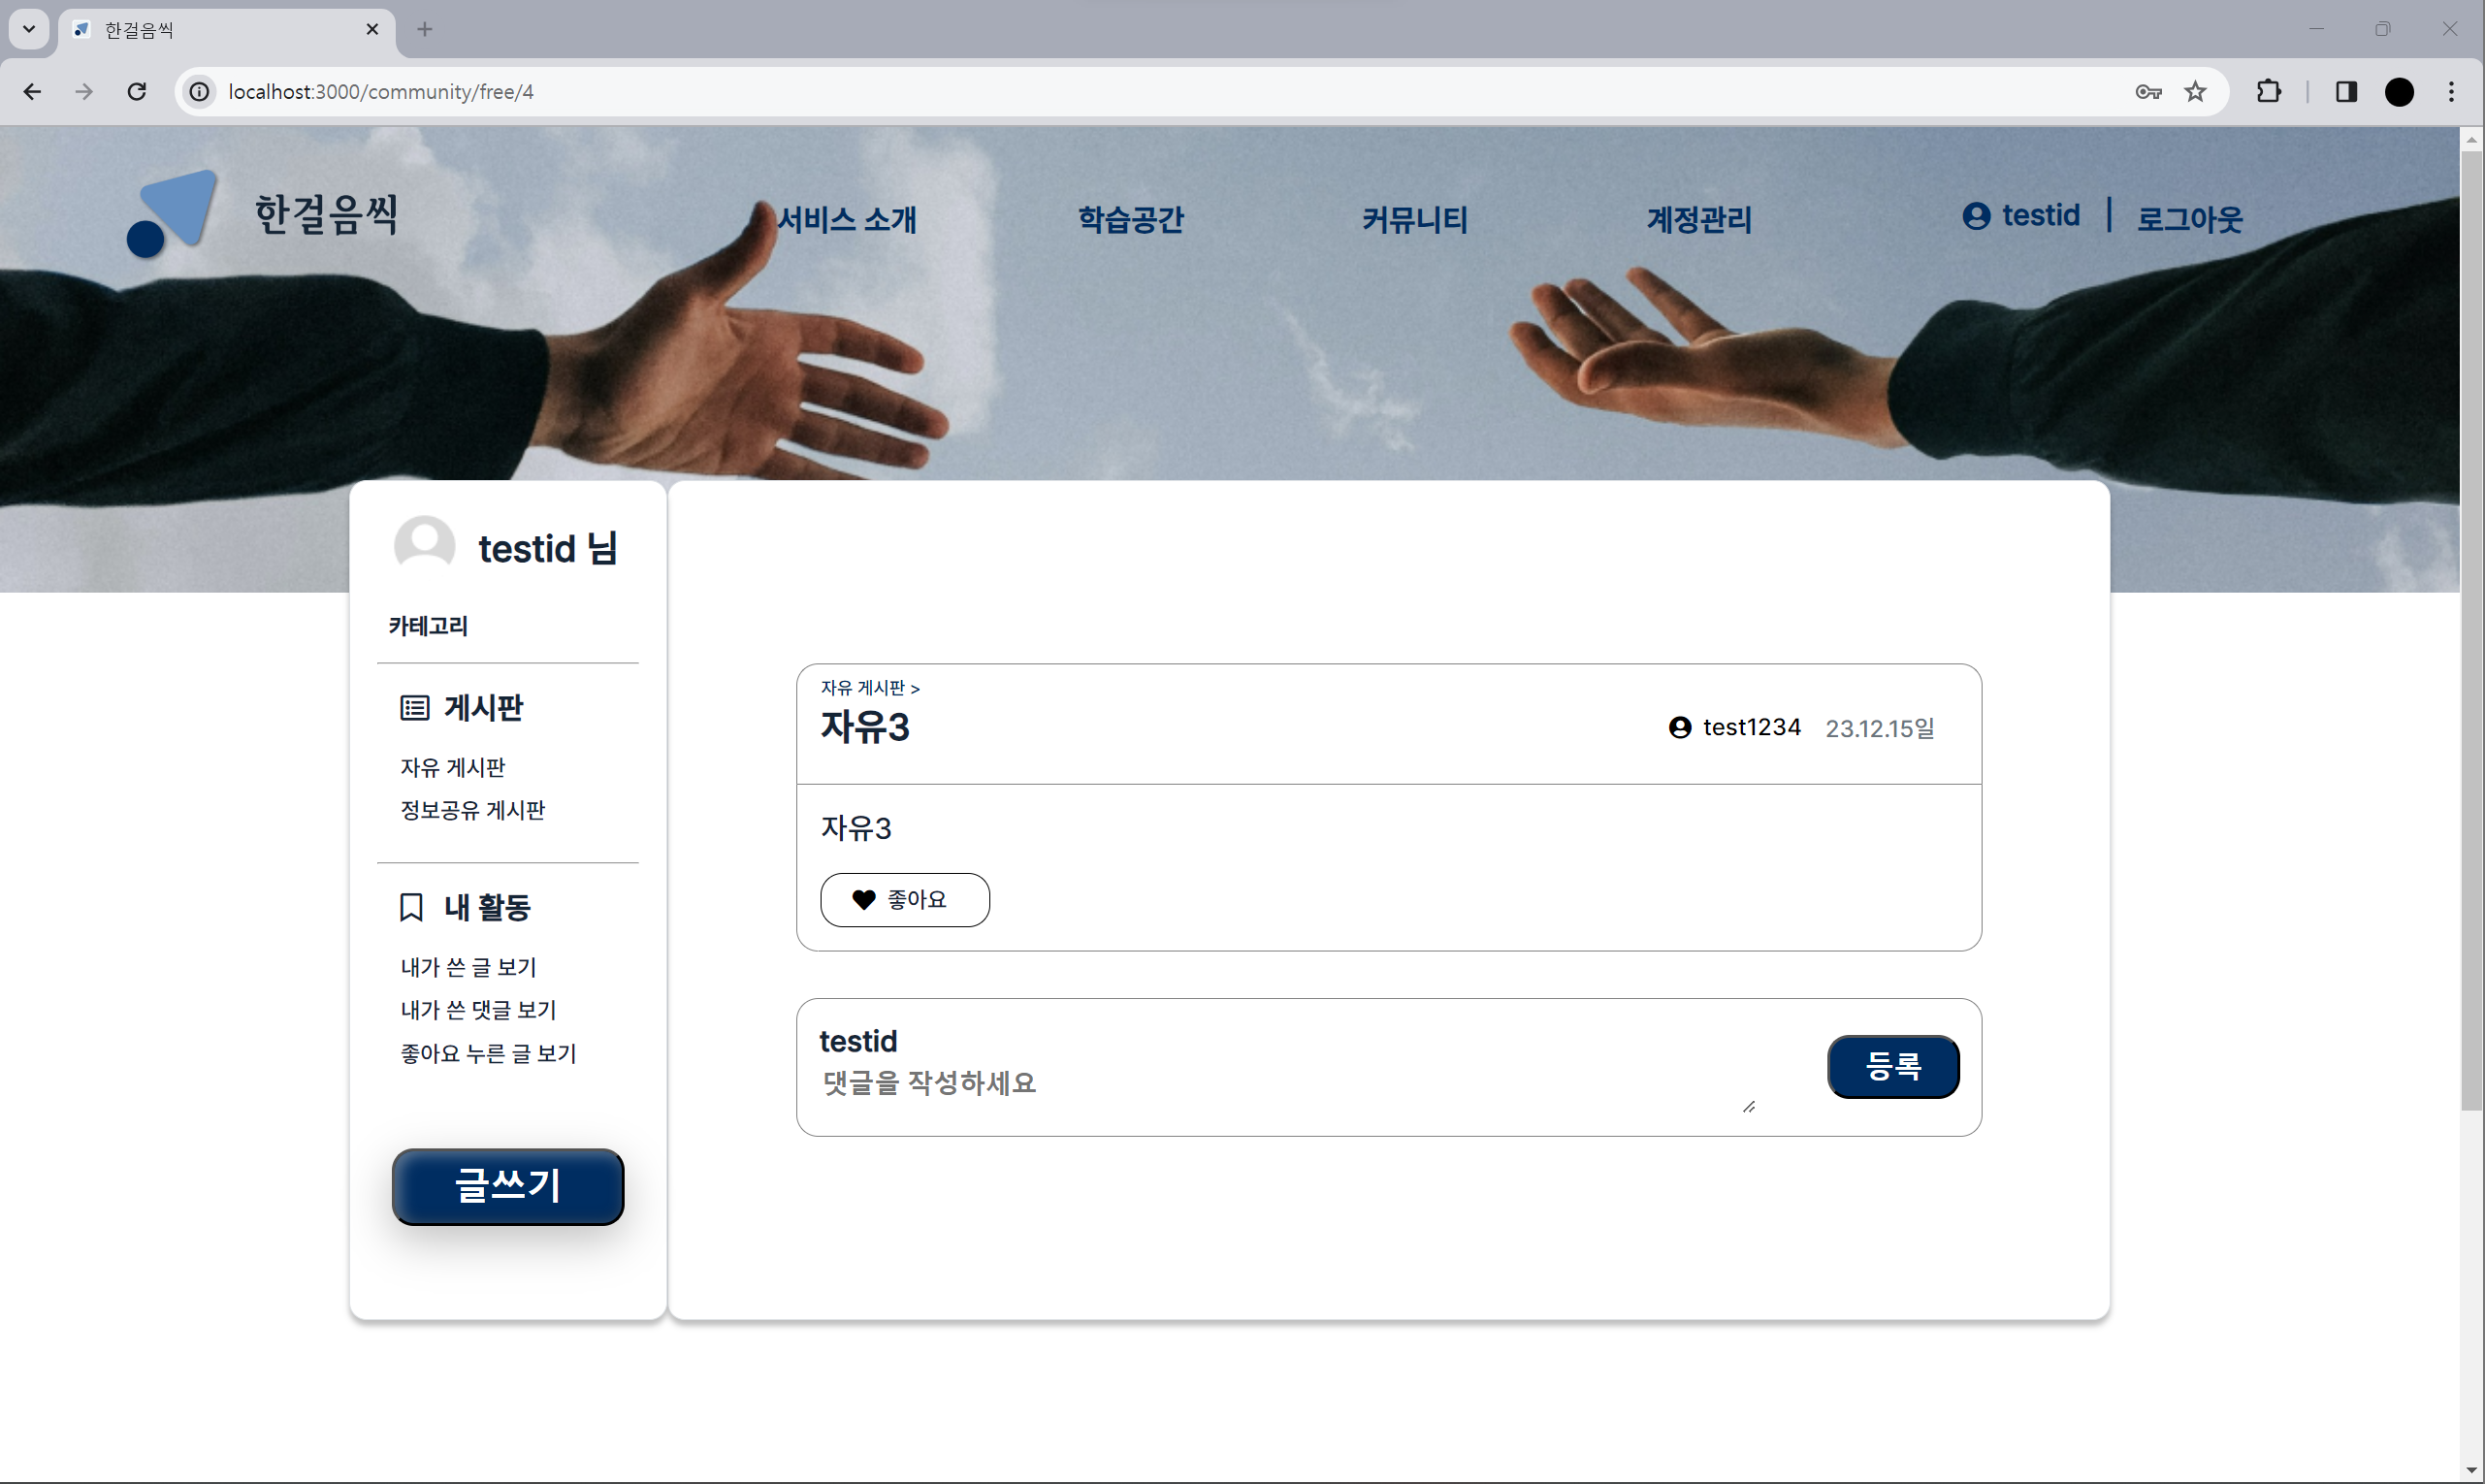 한걸음씩
localhost:3000/community/free/4
한걸음씩
서비스 소개
학습공간
커뮤니티
계정관리
testid
로그아웃
testid 님
카테고리
게시판
자유 게시판
정보공유 게시판
내 활동
내가 쓴 글 보기
내가 쓴 댓글 보기
좋아요 누른 글 보기
글쓰기
자유 게시판 >
자유3
test1234
23.12.15일
자유3
좋아요
testid
댓글을 작성하세요
등록